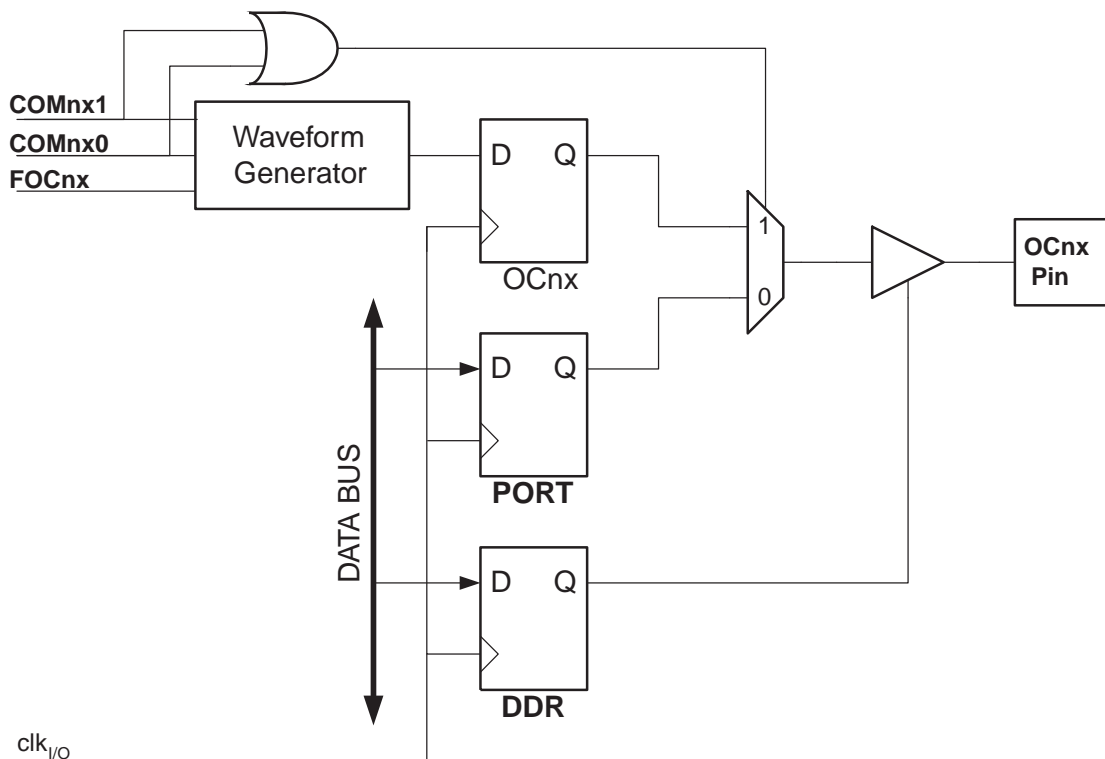 COMnx1
COMnx0
FOCnx
Waveform
Generator
D Q
OCnx
1
0
OCnx
Pin
D Q
PORT
DATA BUS
D Q
DDR
clkI/O